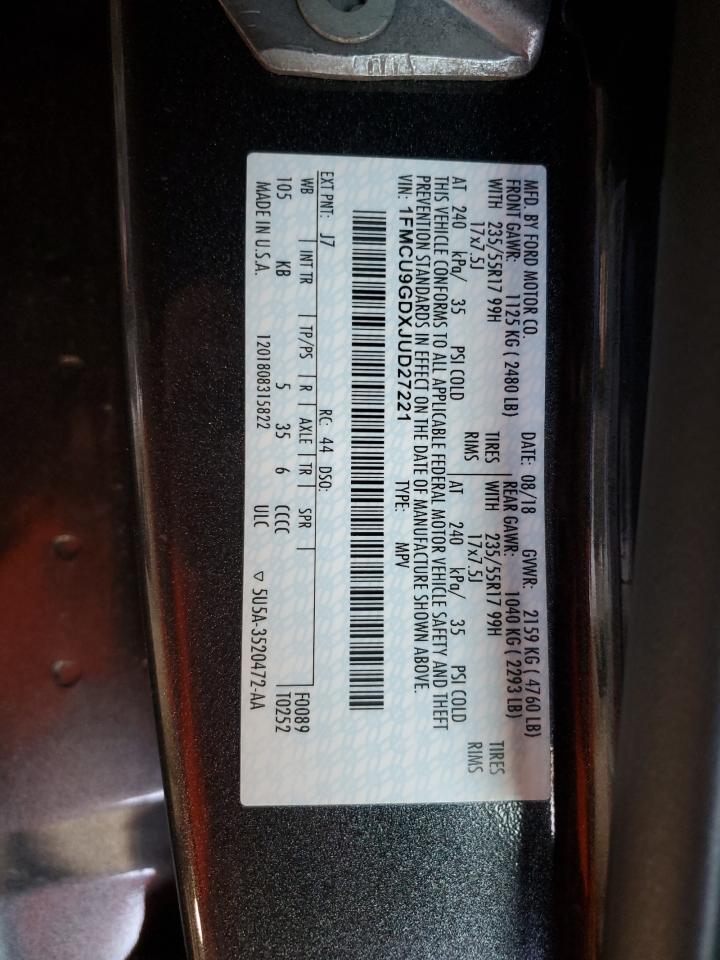 MFD. BY FORD MOTOR CO. DATE: 08/18 GVWR: 2159 KG ( 4760 LB)
FRONT GAWR: 1125 KG ( 2480 LB) REAR GAWR: 1040 KG ( 2293 LB)
WITH 235/55R17 99H TIRES WITH 235/55R17 99H TIRES
17x7.5J RIMS 17x7.5J RIMS
AT 240 kPa/ 35 PSI COLD AT 240 kPa/ 35 PSI COLD
THIS VEHICLE CONFORMS TO ALL APPLICABLE FEDERAL MOTOR VEHICLE SAFETY AND THEFT
PREVENTION STANDARDS IN EFFECT ON THE DATE OF MANUFACTURE SHOWN ABOVE.
VIN: 1FMCU9GDXJUD27221 TYPE: MPV
EXT PNT: J7 RC: 44 DSO: F0089
WB INT TR TP/PS R AXLE TR SPR T0252
105 KB 5 35 6 CCCC
MADE IN U.S.A. 1201808315822 ULC ▽ 5U5A-3520472-AA